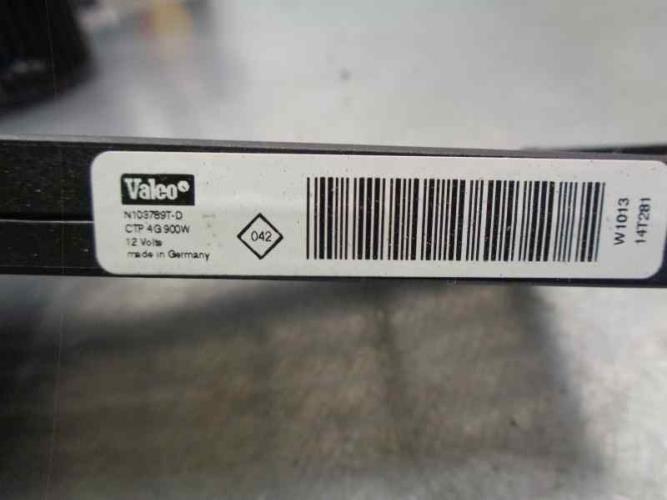 Valeo
N103789T-D
CTP 4G 900W
12 Volts
made in Germany
042
W1013
14T281